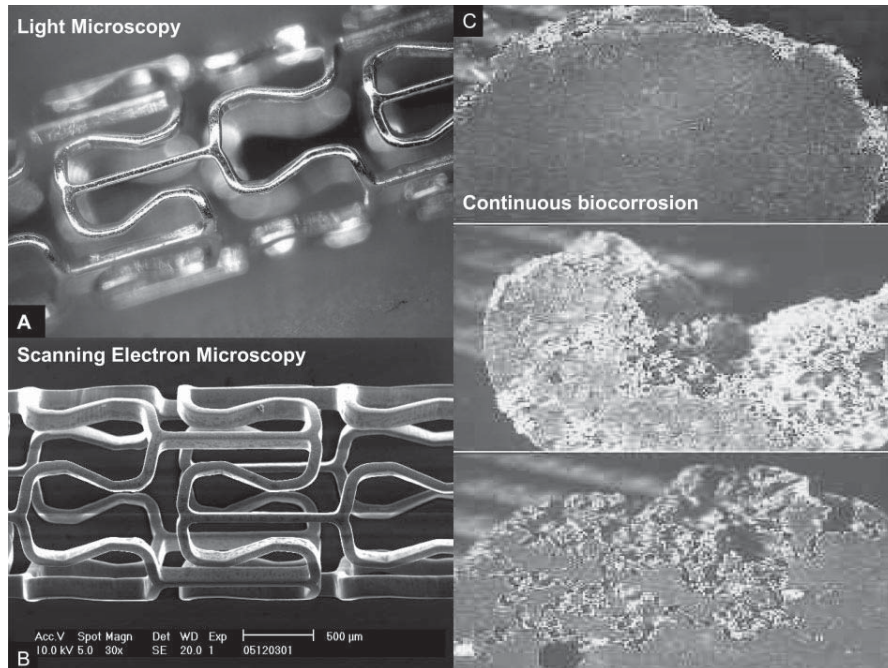 Light Microscopy
A
Scanning Electron Microscopy
Acc.V Spot Magn Det WD Exp 500 µm
10.0 kV 5.0 30x SE 20.0 1 05120301
B
C
Continuous biocorrosion